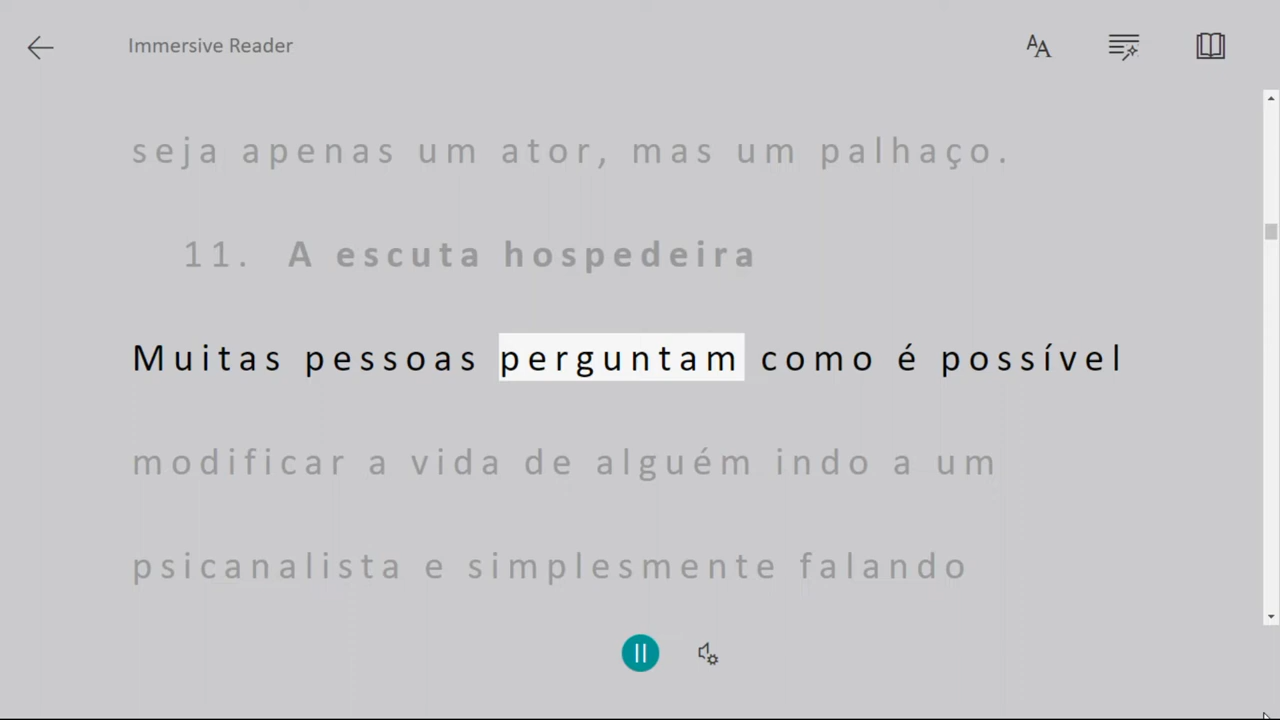 Immersive Reader
seja apenas um ator, mas um palhaço.
11. A escuta hospedeira
Muitas pessoas perguntam como é possível
modificar a vida de alguém indo a um
psicanalista e simplesmente falando